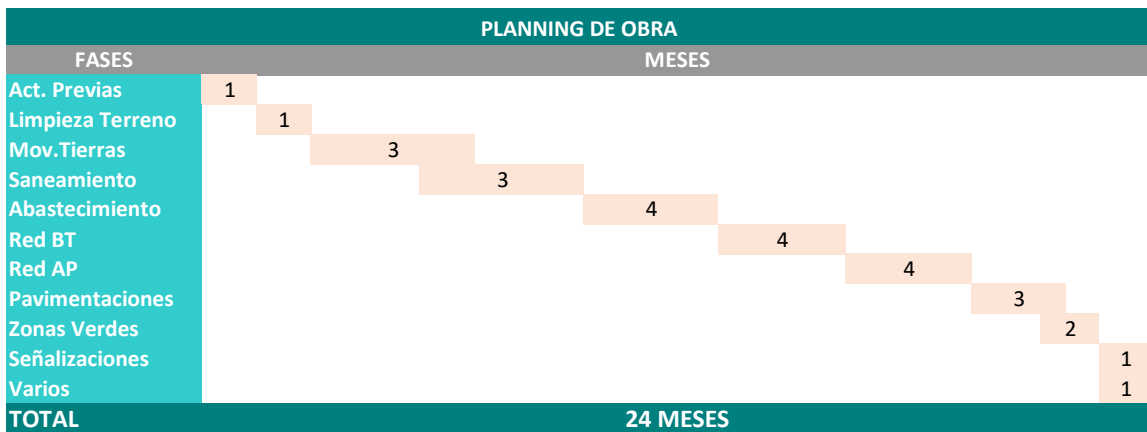 PLANNING DE OBRA
FASES MESES
Act. Previas 1
Limpieza Terreno 1
Mov.Tierras 3
Saneamiento 3
Abastecimiento 4
Red BT 4
Red AP 4
Pavimentaciones 3
Zonas Verdes 2
Señalizaciones 1
Varios 1
TOTAL 24 MESES